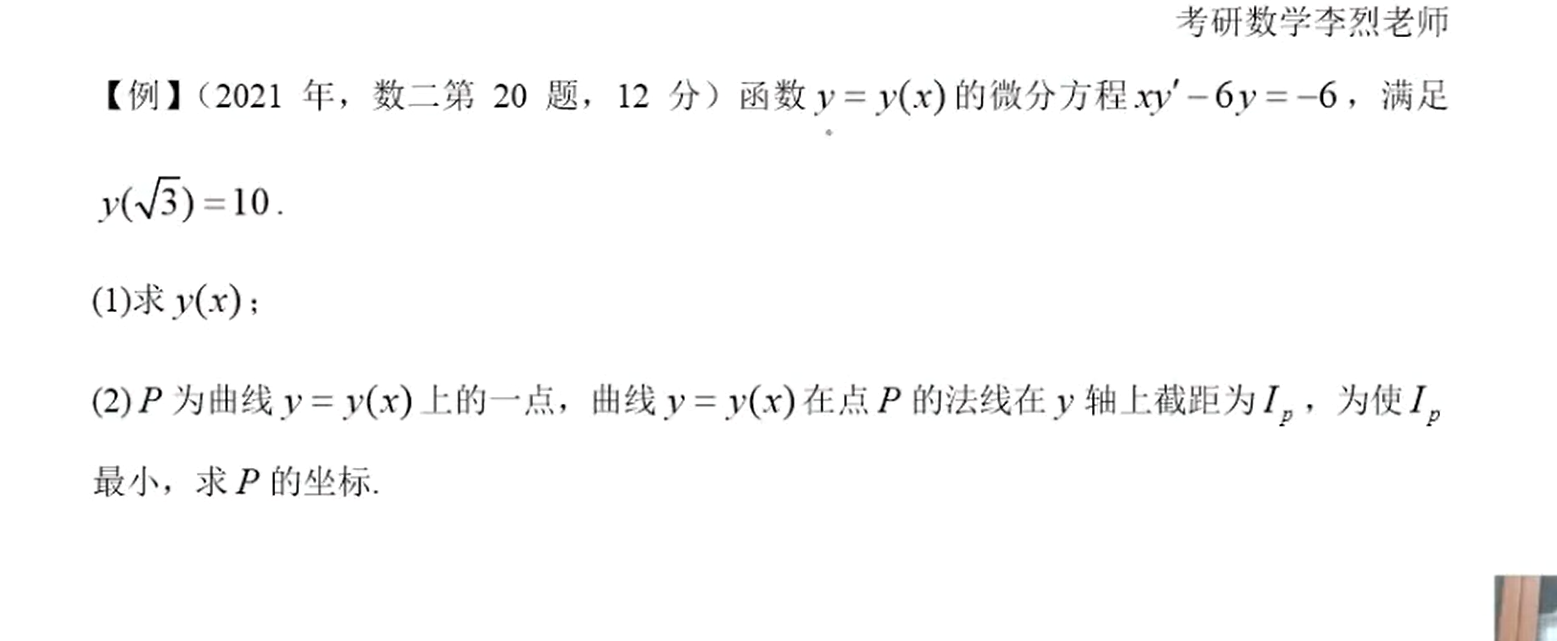 考研数学李烈老师
【例】（2021 年，数二第 20 题，12 分）函数 y = y(x) 的微分方程 xy′ − 6y = −6，满足
y(√3) = 10.
(1)求 y(x)；
(2) P 为曲线 y = y(x) 上的一点，曲线 y = y(x) 在点 P 的法线在 y 轴上截距为 I_p，为使 I_p
最小，求 P 的坐标.